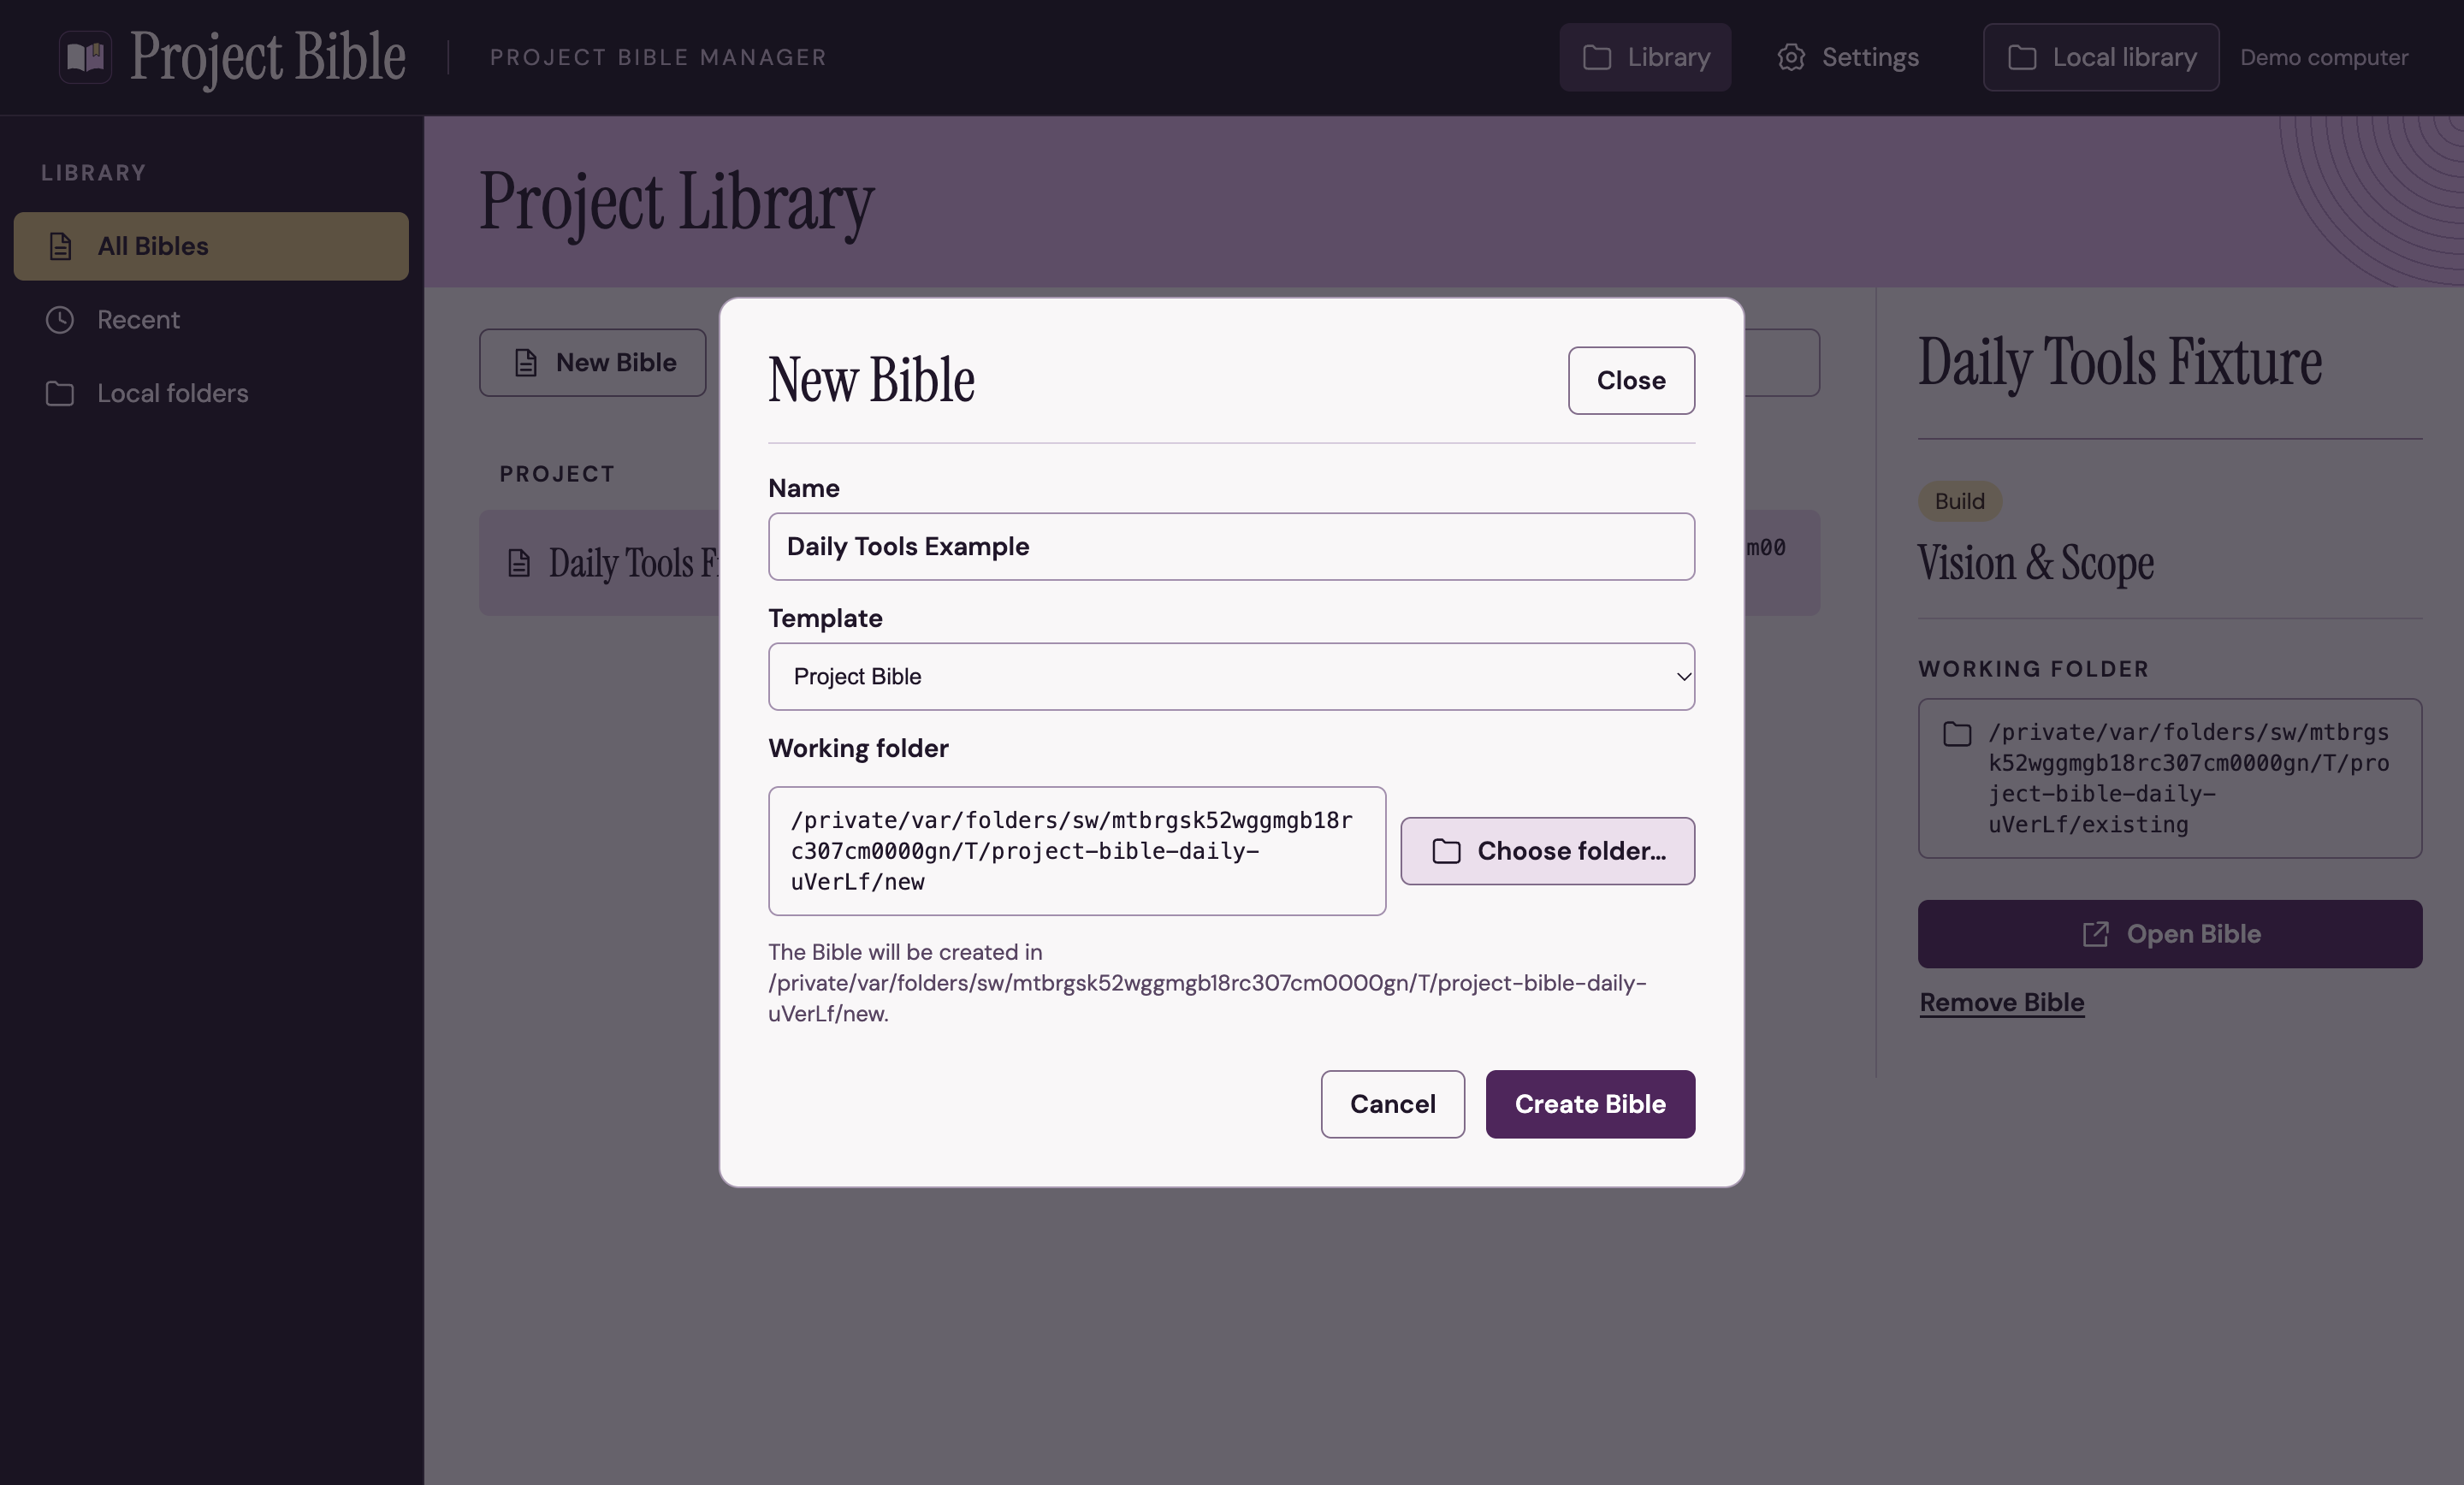 Project Bible
PROJECT BIBLE MANAGER
Library
Settings
Local library
Demo computer
LIBRARY
All Bibles
Recent
Local folders
Project Library
New Bible
PROJECT
Daily Tools
m00
New Bible
Close
Name
Daily Tools Example
Template
Project Bible
Working folder
/private/var/folders/sw/mtbrgsk52wggmgb18r
c307cm0000gn/T/project-bible-daily-
uVerLf/new
Choose folder...
The Bible will be created in
/private/var/folders/sw/mtbrgsk52wggmgb18rc307cm0000gn/T/project-bible-daily-
uVerLf/new.
Cancel
Create Bible
Daily Tools Fixture
Build
Vision & Scope
WORKING FOLDER
/private/var/folders/sw/mtbrgs
k52wggmgb18rc307cm0000gn/T/pro
ject-bible-daily-
uVerLf/existing
Open Bible
Remove Bible